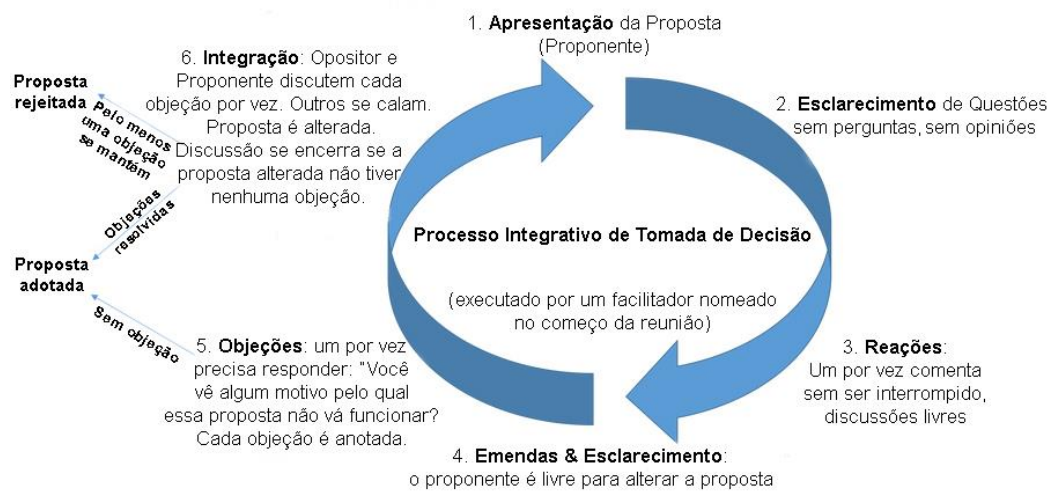 1. Apresentação da Proposta
(Proponente)
2. Esclarecimento de Questões
sem perguntas, sem opiniões
3. Reações:
Um por vez comenta
sem ser interrompido,
discussões livres
4. Emendas & Esclarecimento:
o proponente é livre para alterar a proposta
5. Objeções: um por vez
precisa responder: "Você
vê algum motivo pelo qual
essa proposta não vá funcionar?
Cada objeção é anotada.
6. Integração: Opositor e
Proponente discutem cada
objeção por vez. Outros se calam.
Proposta é alterada.
Discussão se encerra se a
proposta alterada não tiver
nenhuma objeção.
Processo Integrativo de Tomada de Decisão
(executado por um facilitador nomeado
no começo da reunião)
Proposta
rejeitada
Pelo menos
uma objeção
se mantém
Objeções
resolvidas
Proposta
adotada
Sem objeção